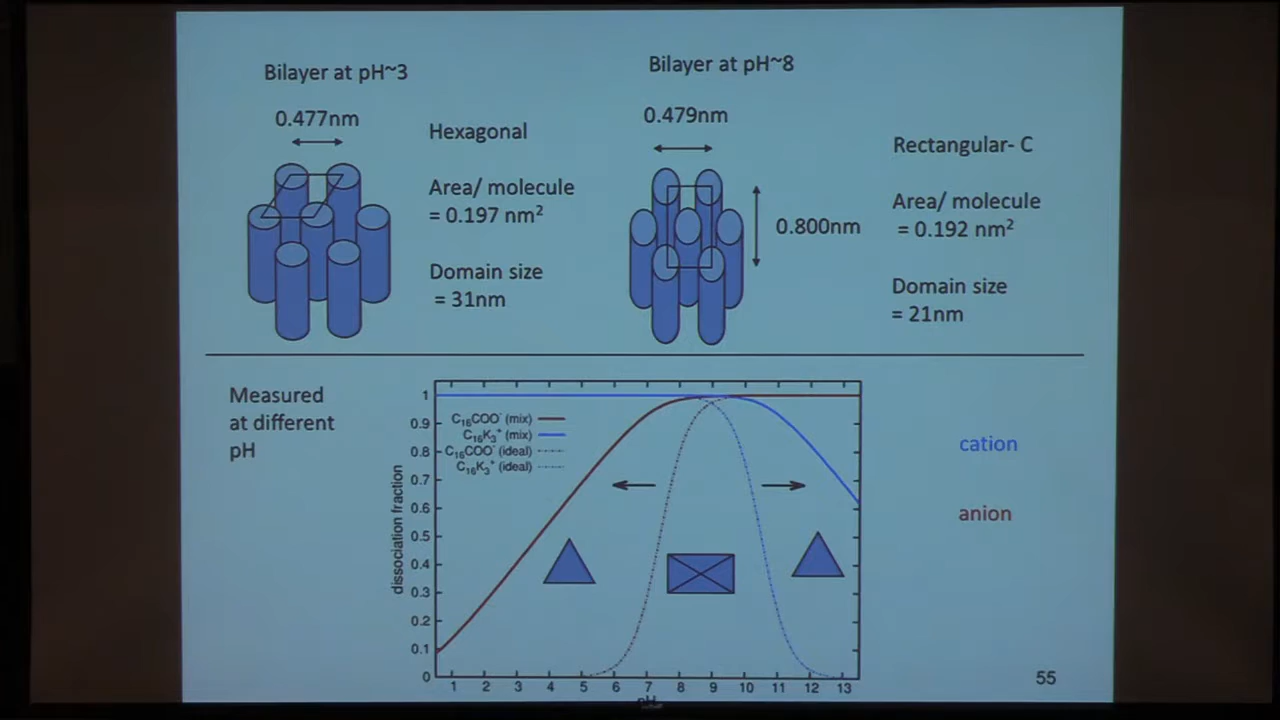 Bilayer at pH~3
0.477nm
Hexagonal
Area/ molecule
= 0.197 nm²
Domain size
= 31nm
Bilayer at pH~8
0.479nm
0.800nm
Rectangular- C
Area/ molecule
= 0.192 nm²
Domain size
= 21nm
Measured
at different
pH
dissociation fraction
1
0.9
0.8
0.7
0.6
0.5
0.4
0.3
0.2
0.1
0
C₁₆COO⁻ (mix)
C₁₆K₃⁺ (mix)
C₁₆COO⁻ (ideal)
C₁₆K₃⁺ (ideal)
1 2 3 4 5 6 7 8 9 10 11 12 13
pH
cation
anion
55